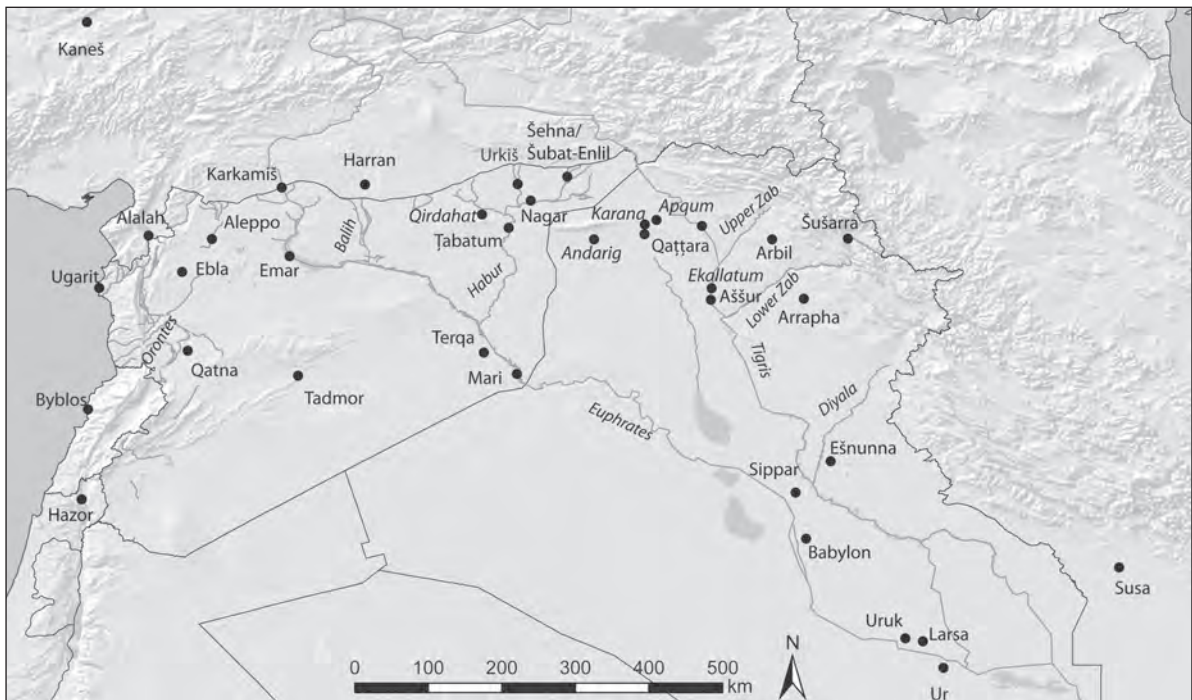 Kaneš
Šehna/
Šubat-Enlil
Urkiš
Harran
Karkamiš
Alalah
Aleppo
Balih
Qirdahat
Nagar
Ṭabatum
Karana
Apqum
Upper Zab
Šušarra
Andarig
Qaṭṭara
Arbil
Ugarit
Ebla
Emar
Habur
Ekallatum
Aššur
Lower Zab
Arrapha
Orontes
Terqa
Qatna
Mari
Tadmor
Tigris
Byblos
Diyala
Euphrates
Ešnunna
Sippar
Hazor
Babylon
Susa
Uruk
Larsa
Ur
N
0 100 200 300 400 500
km